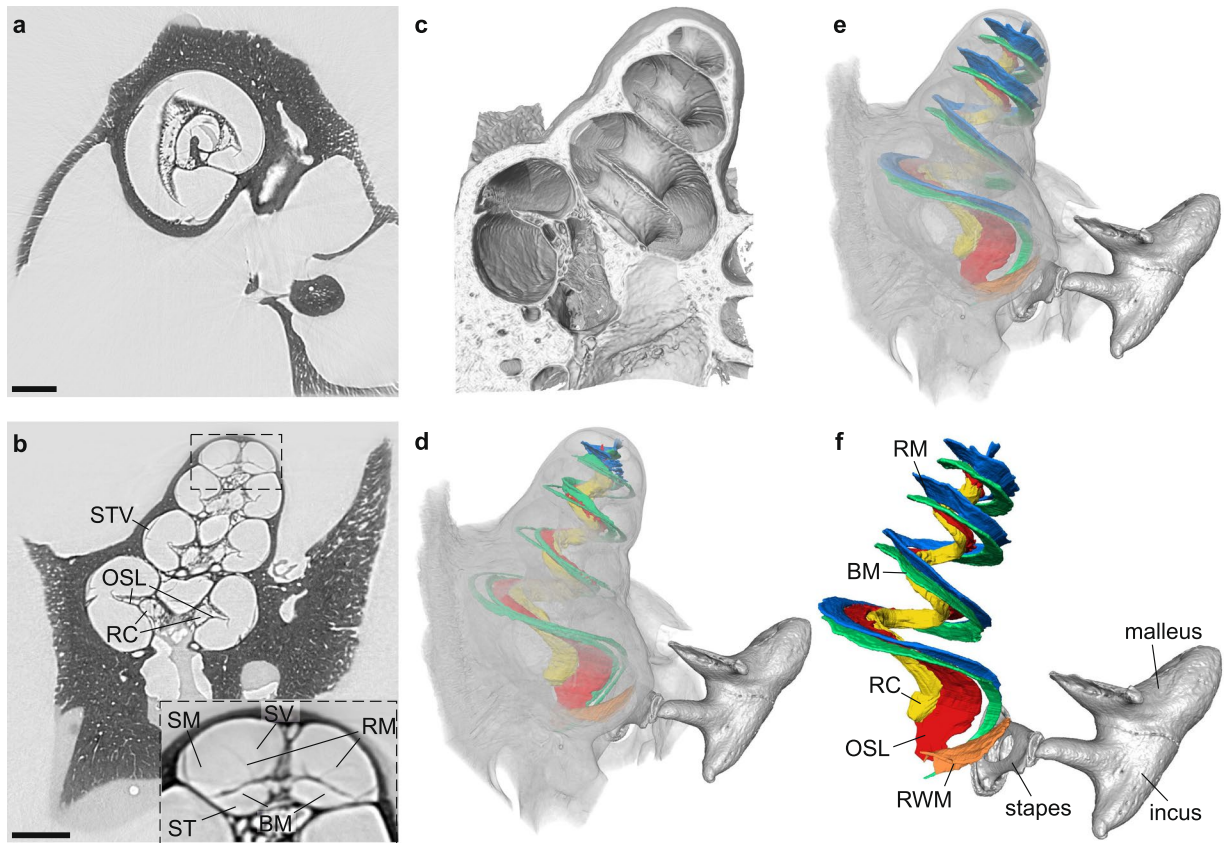 a
b
STV
OSL
RC
SM
SV
RM
ST
BM
c
d
e
f
RM
BM
malleus
RC
OSL
RWM
stapes
incus